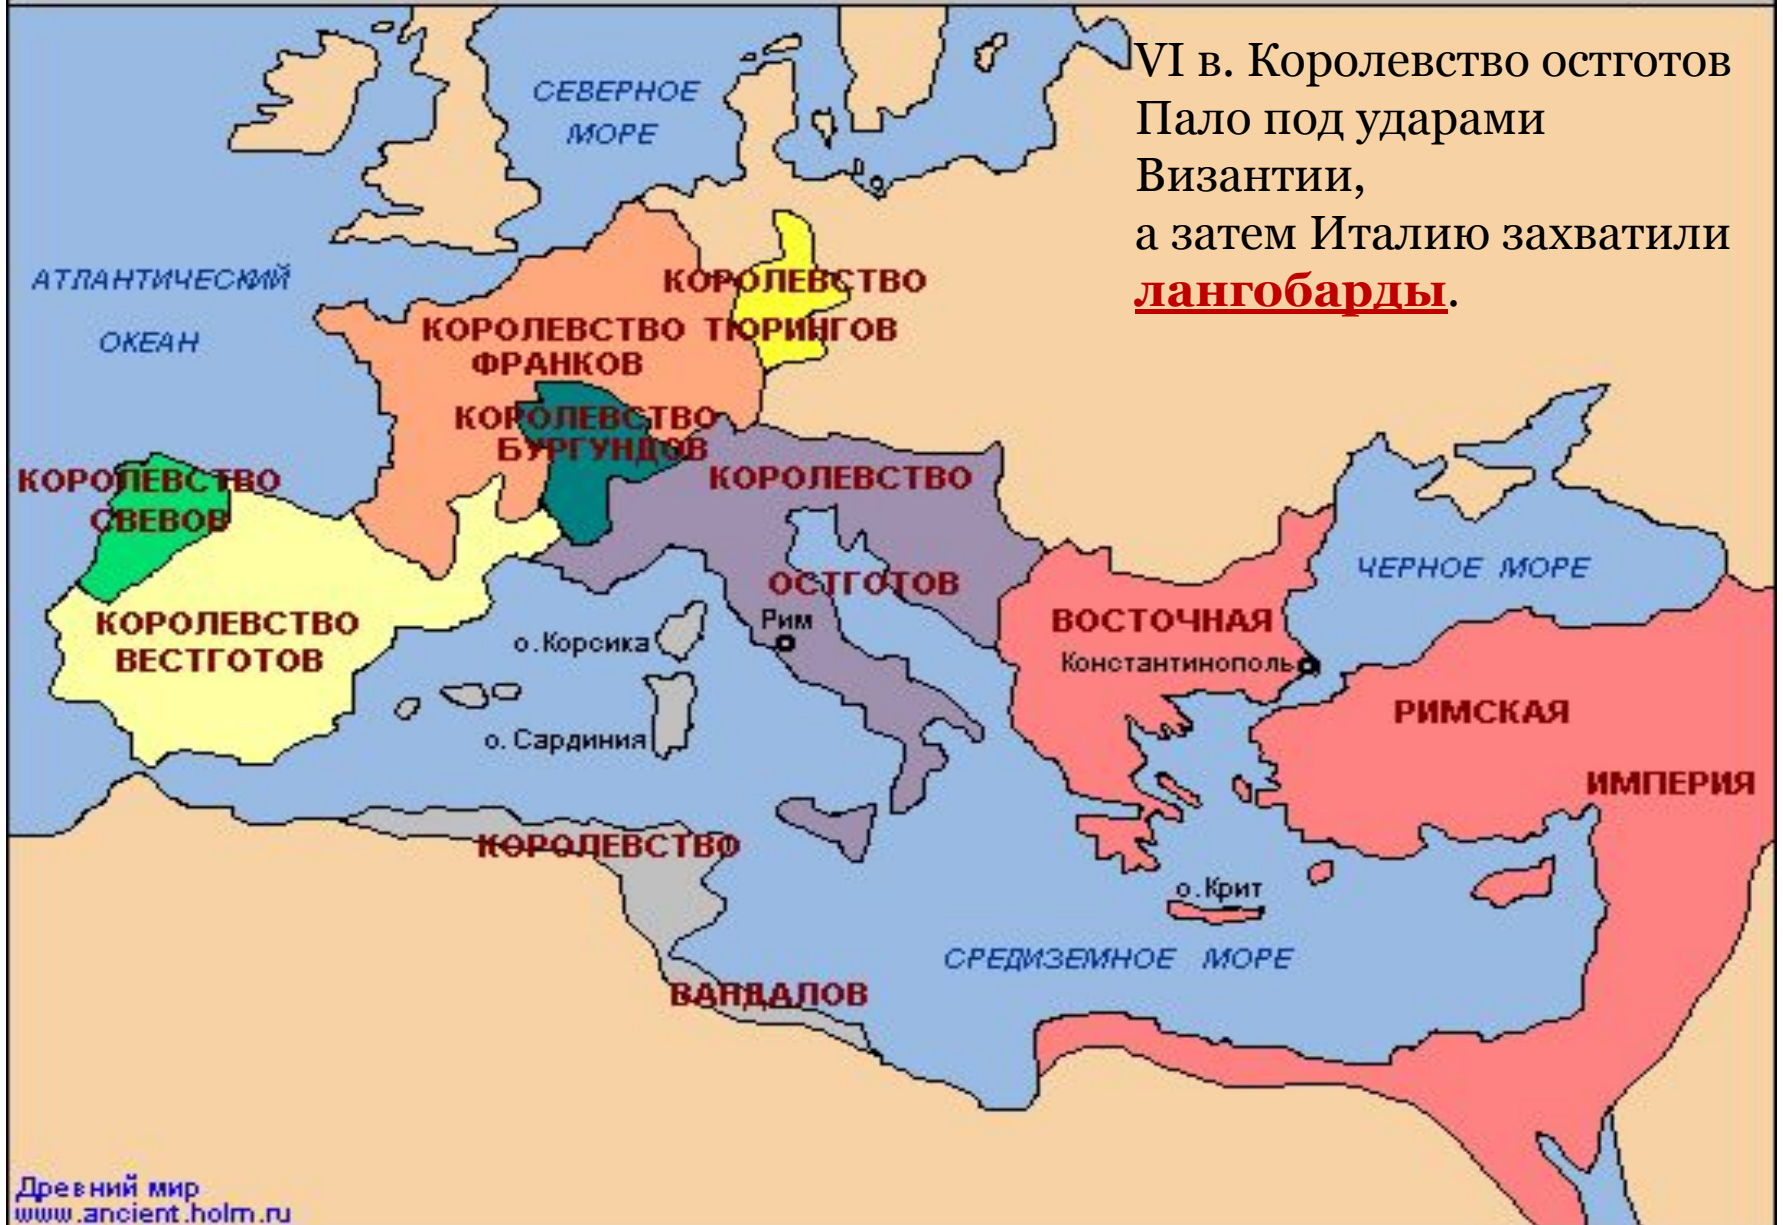 VI в. Королевство остготов
Пало под ударами
Византии,
а затем Италию захватили
лангобарды.
СЕВЕРНОЕ
МОРЕ
АТЛАНТИЧЕСКИЙ
ОКЕАН
КОРОЛЕВСТВО
ТЮРИНГОВ
КОРОЛЕВСТВО
ФРАНКОВ
КОРОЛЕВСТВО
БУРГУНДОВ
КОРОЛЕВСТВО
СВЕВОВ
КОРОЛЕВСТВО
ОСТГОТОВ
КОРОЛЕВСТВО
ВЕСТГОТОВ
о.Корсика
Рим
о. Сардиния
ЧЕРНОЕ МОРЕ
ВОСТОЧНАЯ
Константинополь
РИМСКАЯ
ИМПЕРИЯ
КОРОЛЕВСТВО
ВАНДАЛОВ
о.Крит
СРЕДИЗЕМНОЕ МОРЕ
Древний мир
www.ancient.holm.ru